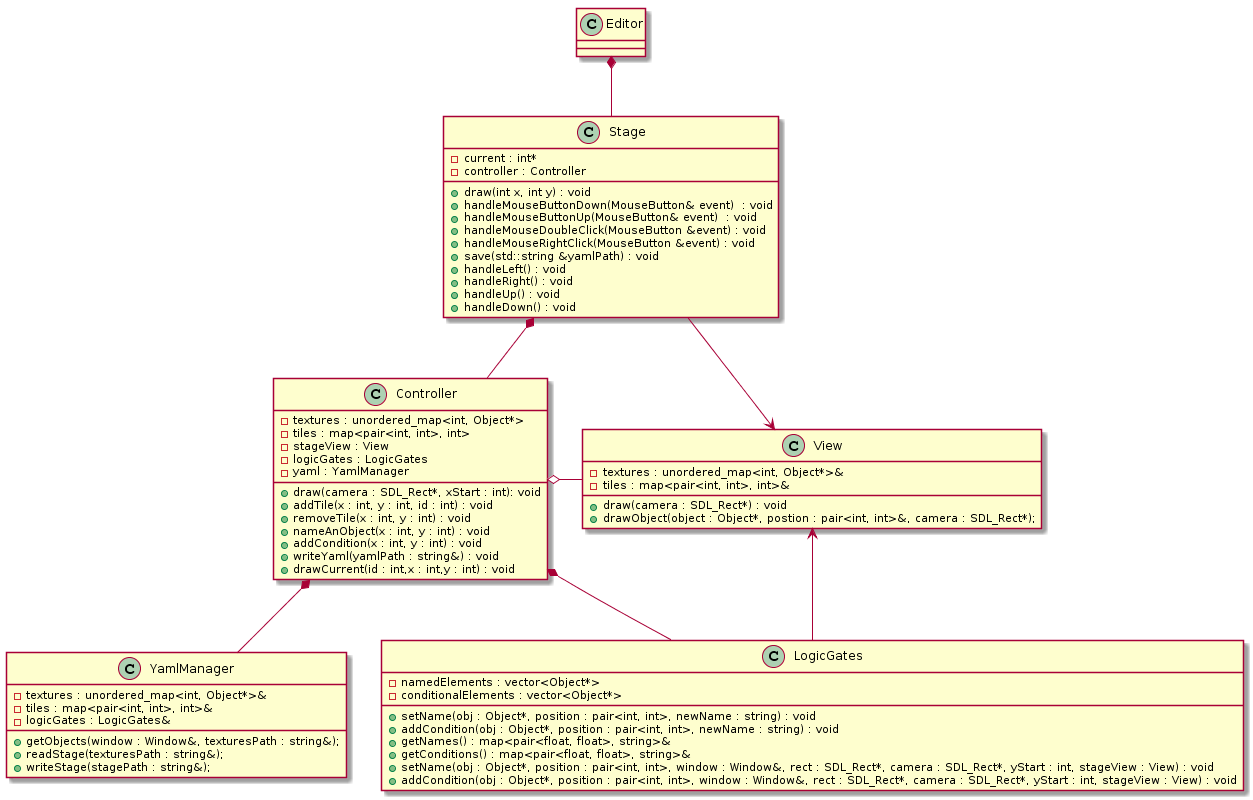 C Editor
C Stage
current : int*
controller : Controller
draw(int x, int y) : void
handleMouseButtonDown(MouseButton& event)  : void
handleMouseButtonUp(MouseButton& event)  : void
handleMouseDoubleClick(MouseButton &event) : void
handleMouseRightClick(MouseButton &event) : void
save(std::string &yamlPath) : void
handleLeft() : void
handleRight() : void
handleUp() : void
handleDown() : void
C Controller
textures : unordered_map<int, Object*>
tiles : map<pair<int, int>, int>
stageView : View
logicGates : LogicGates
yaml : YamlManager
draw(camera : SDL_Rect*, xStart : int): void
addTile(x : int, y : int, id : int) : void
removeTile(x : int, y : int) : void
nameAnObject(x : int, y : int) : void
addCondition(x : int, y : int) : void
writeYaml(yamlPath : string&) : void
drawCurrent(id : int,x : int,y : int) : void
C View
textures : unordered_map<int, Object*>&
tiles : map<pair<int, int>, int>&
draw(camera : SDL_Rect*) : void
drawObject(object : Object*, postion : pair<int, int>&, camera : SDL_Rect*);
C YamlManager
textures : unordered_map<int, Object*>&
tiles : map<pair<int, int>, int>&
logicGates : LogicGates&
getObjects(window : Window&, texturesPath : string&);
readStage(texturesPath : string&);
writeStage(stagePath : string&);
C LogicGates
namedElements : vector<Object*>
conditionalElements : vector<Object*>
setName(obj : Object*, position : pair<int, int>, newName : string) : void
addCondition(obj : Object*, position : pair<int, int>, newName : string) : void
getNames() : map<pair<float, float>, string>&
getConditions() : map<pair<float, float>, string>&
setName(obj : Object*, position : pair<int, int>, window : Window&, rect : SDL_Rect*, camera : SDL_Rect*, yStart : int, stageView : View) : void
addCondition(obj : Object*, position : pair<int, int>, window : Window&, rect : SDL_Rect*, camera : SDL_Rect*, yStart : int, stageView : View) : void